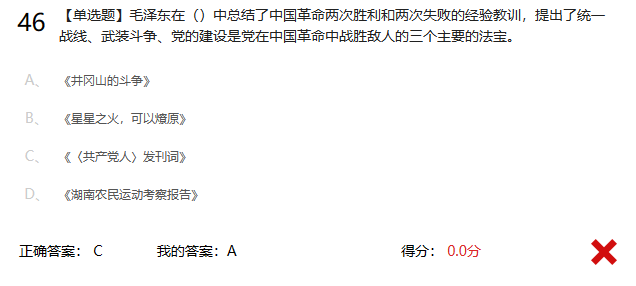 46 【单选题】毛泽东在（）中总结了中国革命两次胜利和两次失败的经验教训，提出了统一
战线、武装斗争、党的建设是党在中国革命中战胜敌人的三个主要的法宝。
A、 《井冈山的斗争》
B、 《星星之火，可以燎原》
C、 《〈共产党人〉发刊词》
D、 《湖南农民运动考察报告》
正确答案： C 我的答案：A 得分： 0.0分